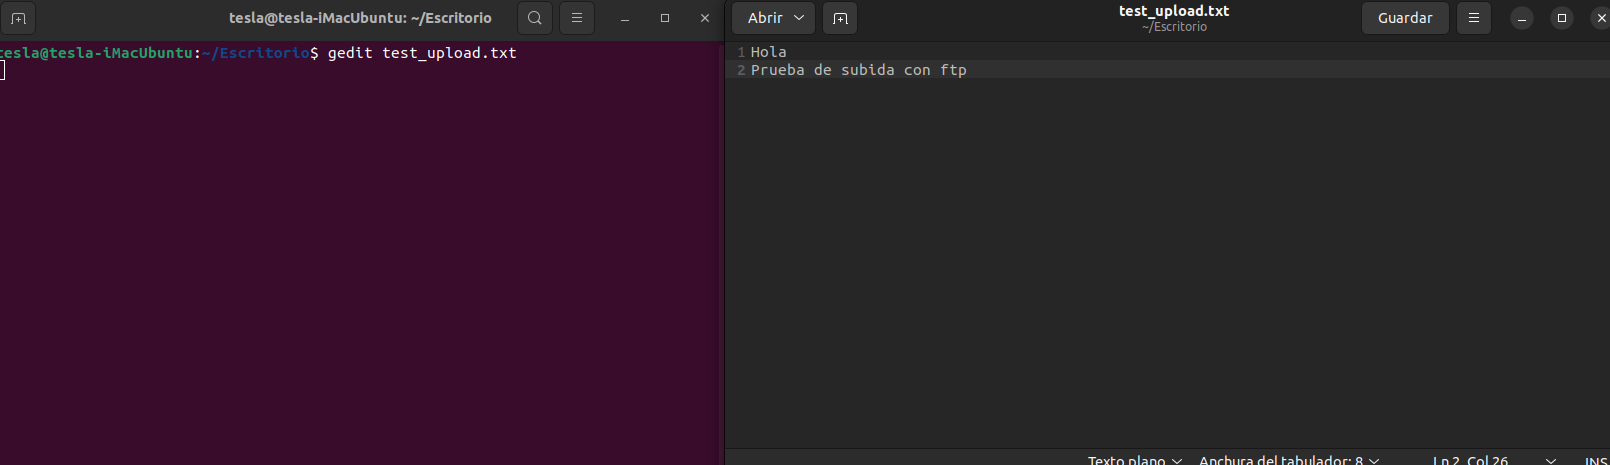 tesla@tesla-iMacUbuntu: ~/Escritorio
tesla@tesla-iMacUbuntu:~/Escritorio$ gedit test_upload.txt
Abrir
test_upload.txt
~/Escritorio
Guardar
1 Hola
2 Prueba de subida con ftp
Texto plano
Anchura del tabulador: 8
Ln 2, Col 26
INS